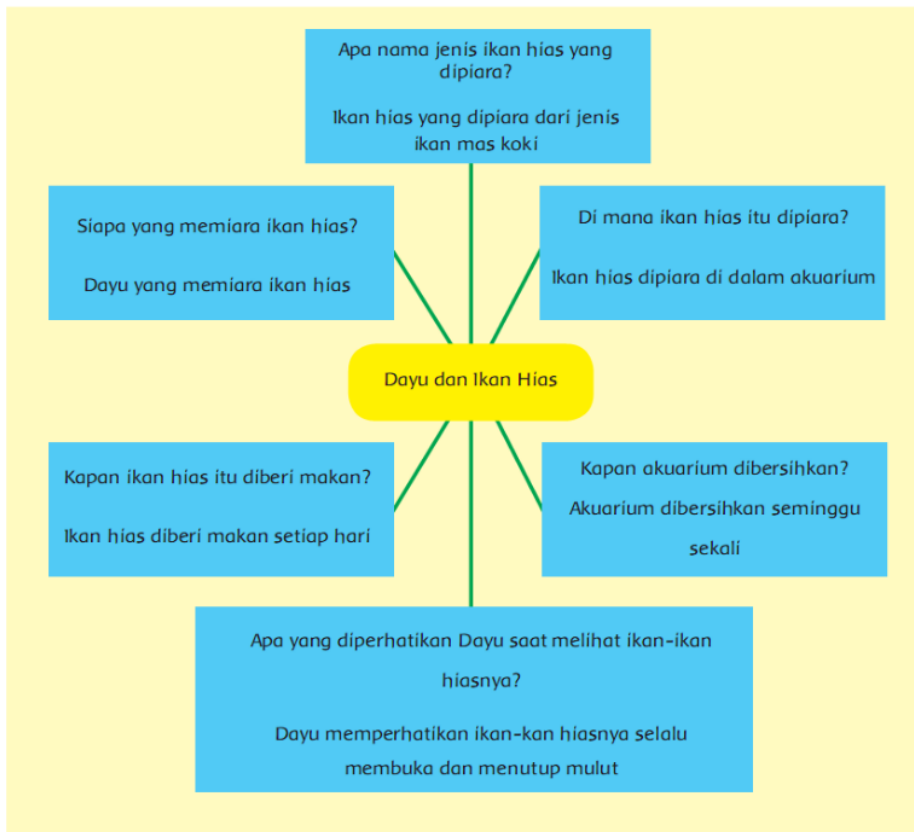 Apa nama jenis ikan hias yang
dipiara?
Ikan hias yang dipiara dari jenis
ikan mas koki
Siapa yang memiara ikan hias?
Dayu yang memiara ikan hias
Di mana ikan hias itu dipiara?
Ikan hias dipiara di dalam akuarium
Dayu dan Ikan Hias
Kapan ikan hias itu diberi makan?
Ikan hias diberi makan setiap hari
Kapan akuarium dibersihkan?
Akuarium dibersihkan seminggu
sekali
Apa yang diperhatikan Dayu saat melihat ikan-ikan
hiasnya?
Dayu memperhatikan ikan-kan hiasnya selalu
membuka dan menutup mulut